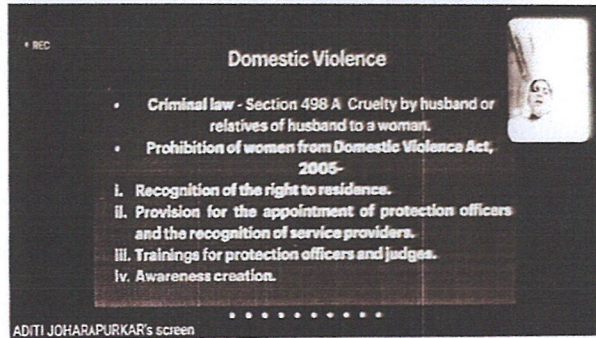 • REC
Domestic Violence
• Criminal law - Section 498 A Cruelty by husband or
relatives of husband to a woman.
• Prohibition of women from Domestic Violence Act,
2005-
i. Recognition of the right to residence.
ii. Provision for the appointment of protection officers
and the recognition of service providers.
iii. Trainings for protection officers and judges.
iv. Awareness creation.
ADITI JOHARAPURKAR's screen